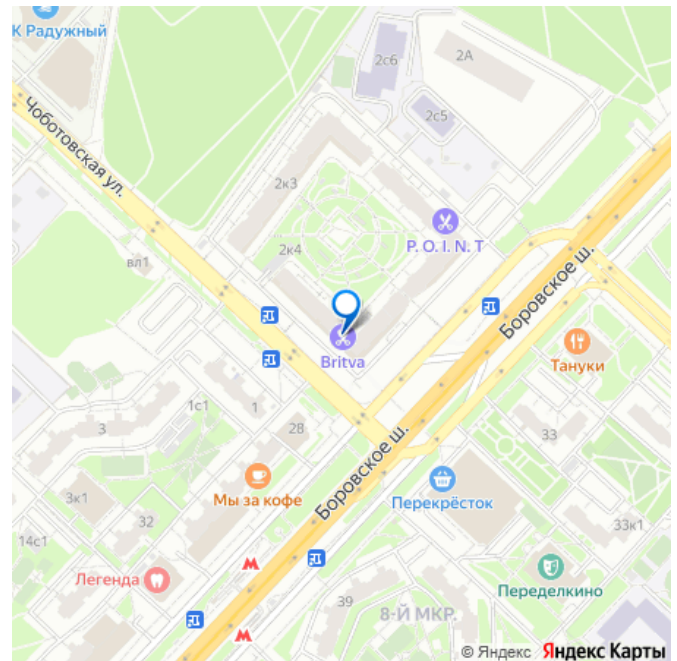 К Радужный
2с6
2А
2с5
Чоботовская ул.
2к3
P. O. I. N. T
2к4
вл1
Боровское ш.
Britva
Тануки
1с1
1
28
3
33
Мы за кофе
Боровское ш.
Перекрёсток
3к1
32
33к1
14с1
Легенда
Переделкино
39
8-Й МКР.
© Яндекс Яндекс Карты